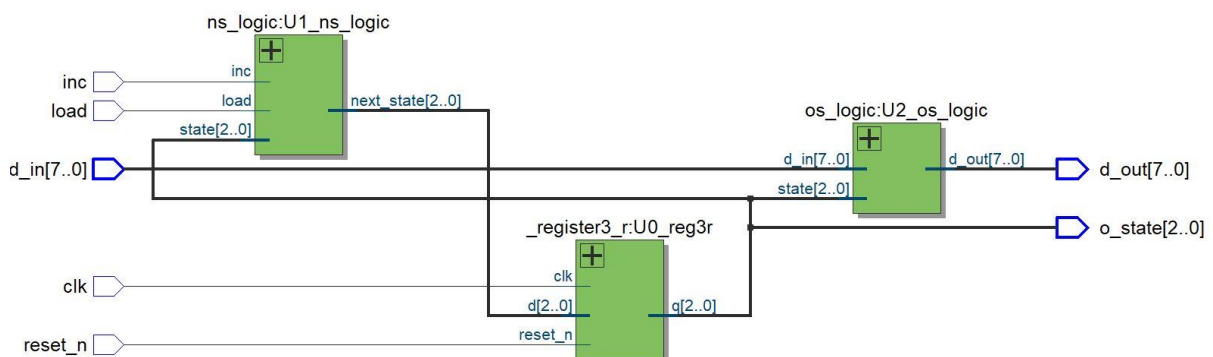 ns_logic:U1_ns_logic
inc
inc
load
load
next_state[2..0]
state[2..0]
os_logic:U2_os_logic
d_in[7..0]
d_in[7..0]
d_out[7..0]
d_out[7..0]
state[2..0]
o_state[2..0]
_register3_r:U0_reg3r
clk
clk
d[2..0]
q[2..0]
reset_n
reset_n